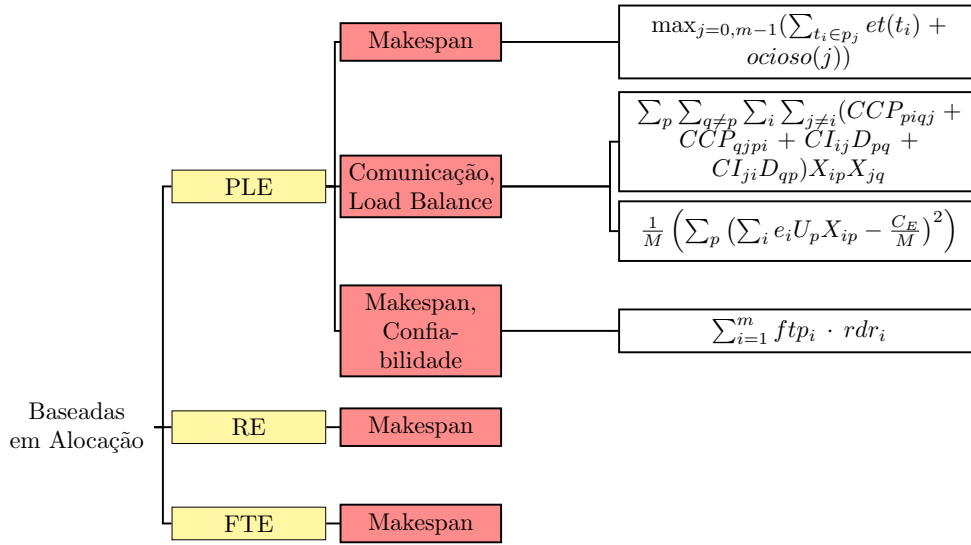 Makespan
max_{j=0,m−1}(∑_{t_i∈p_j} et(t_i) +
ocioso(j))
∑_p ∑_{q≠p} ∑_i ∑_{j≠i}(CCP_{piqj} +
CCP_{qjpi} + CI_{ij}D_{pq} +
CI_{ji}D_{qp})X_{ip}X_{jq}
PLE
Comunicação,
Load Balance
\frac{1}{M} (∑_p (∑_i e_iU_pX_{ip} − \frac{C_E}{M})^2)
Makespan,
Confia-
bilidade
∑_{i=1}^{m} ftp_i · rdr_i
Baseadas
em Alocação
RE
Makespan
FTE
Makespan